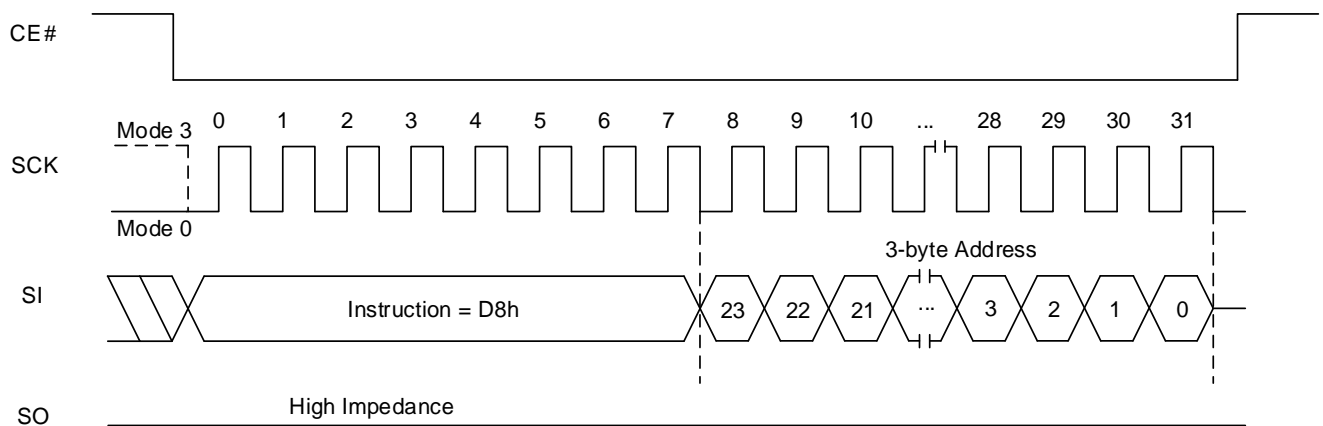 CE#
Mode 3
0 1 2 3 4 5 6 7 8 9 10 ... 28 29 30 31
SCK
Mode 0
3-byte Address
SI
Instruction = D8h
23 22 21 ... 3 2 1 0
High Impedance
SO